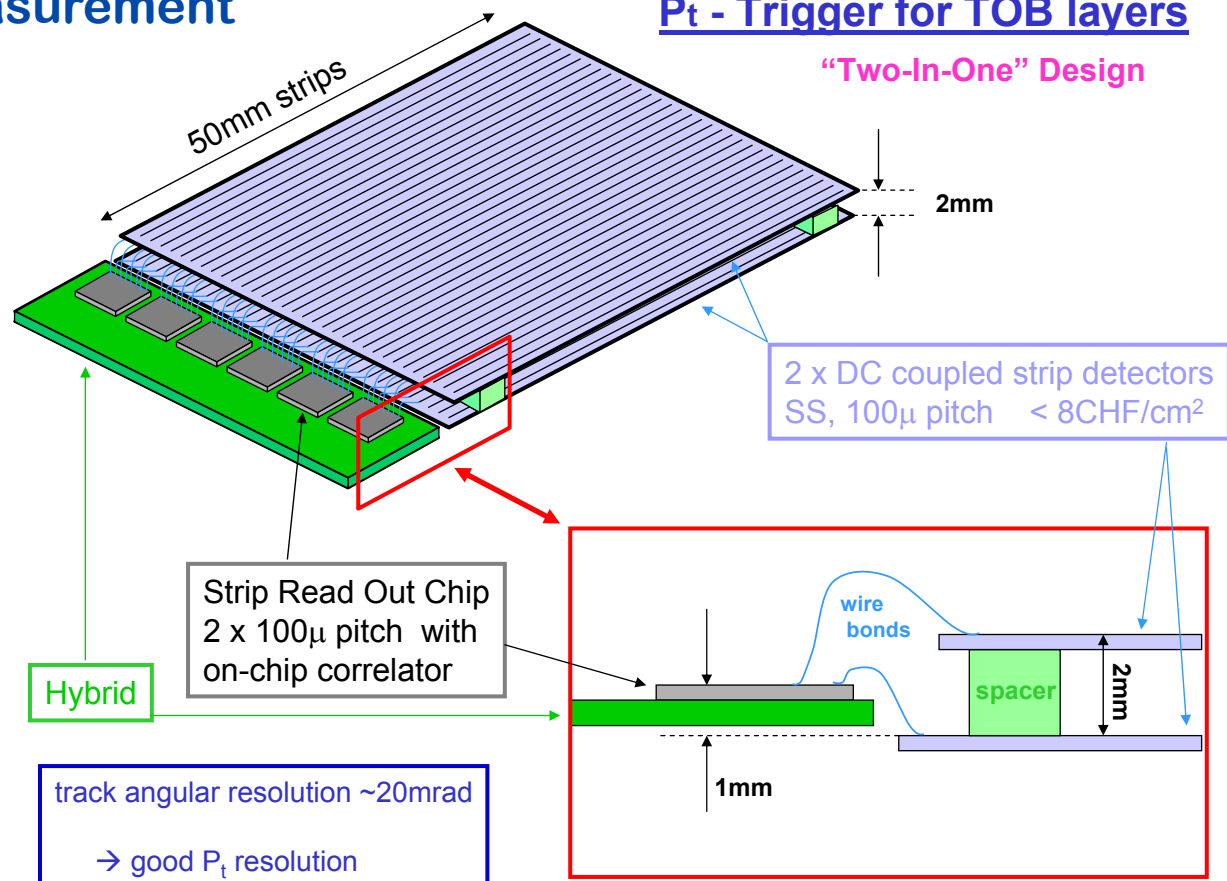 asurement
Pt - Trigger for TOB layers
“Two-In-One” Design
50mm strips
2mm
2 x DC coupled strip detectors
SS, 100μ pitch < 8CHF/cm²
Strip Read Out Chip
2 x 100μ pitch with
on-chip correlator
Hybrid
wire
bonds
spacer
2mm
1mm
track angular resolution ~20mrad
→ good Pt resolution